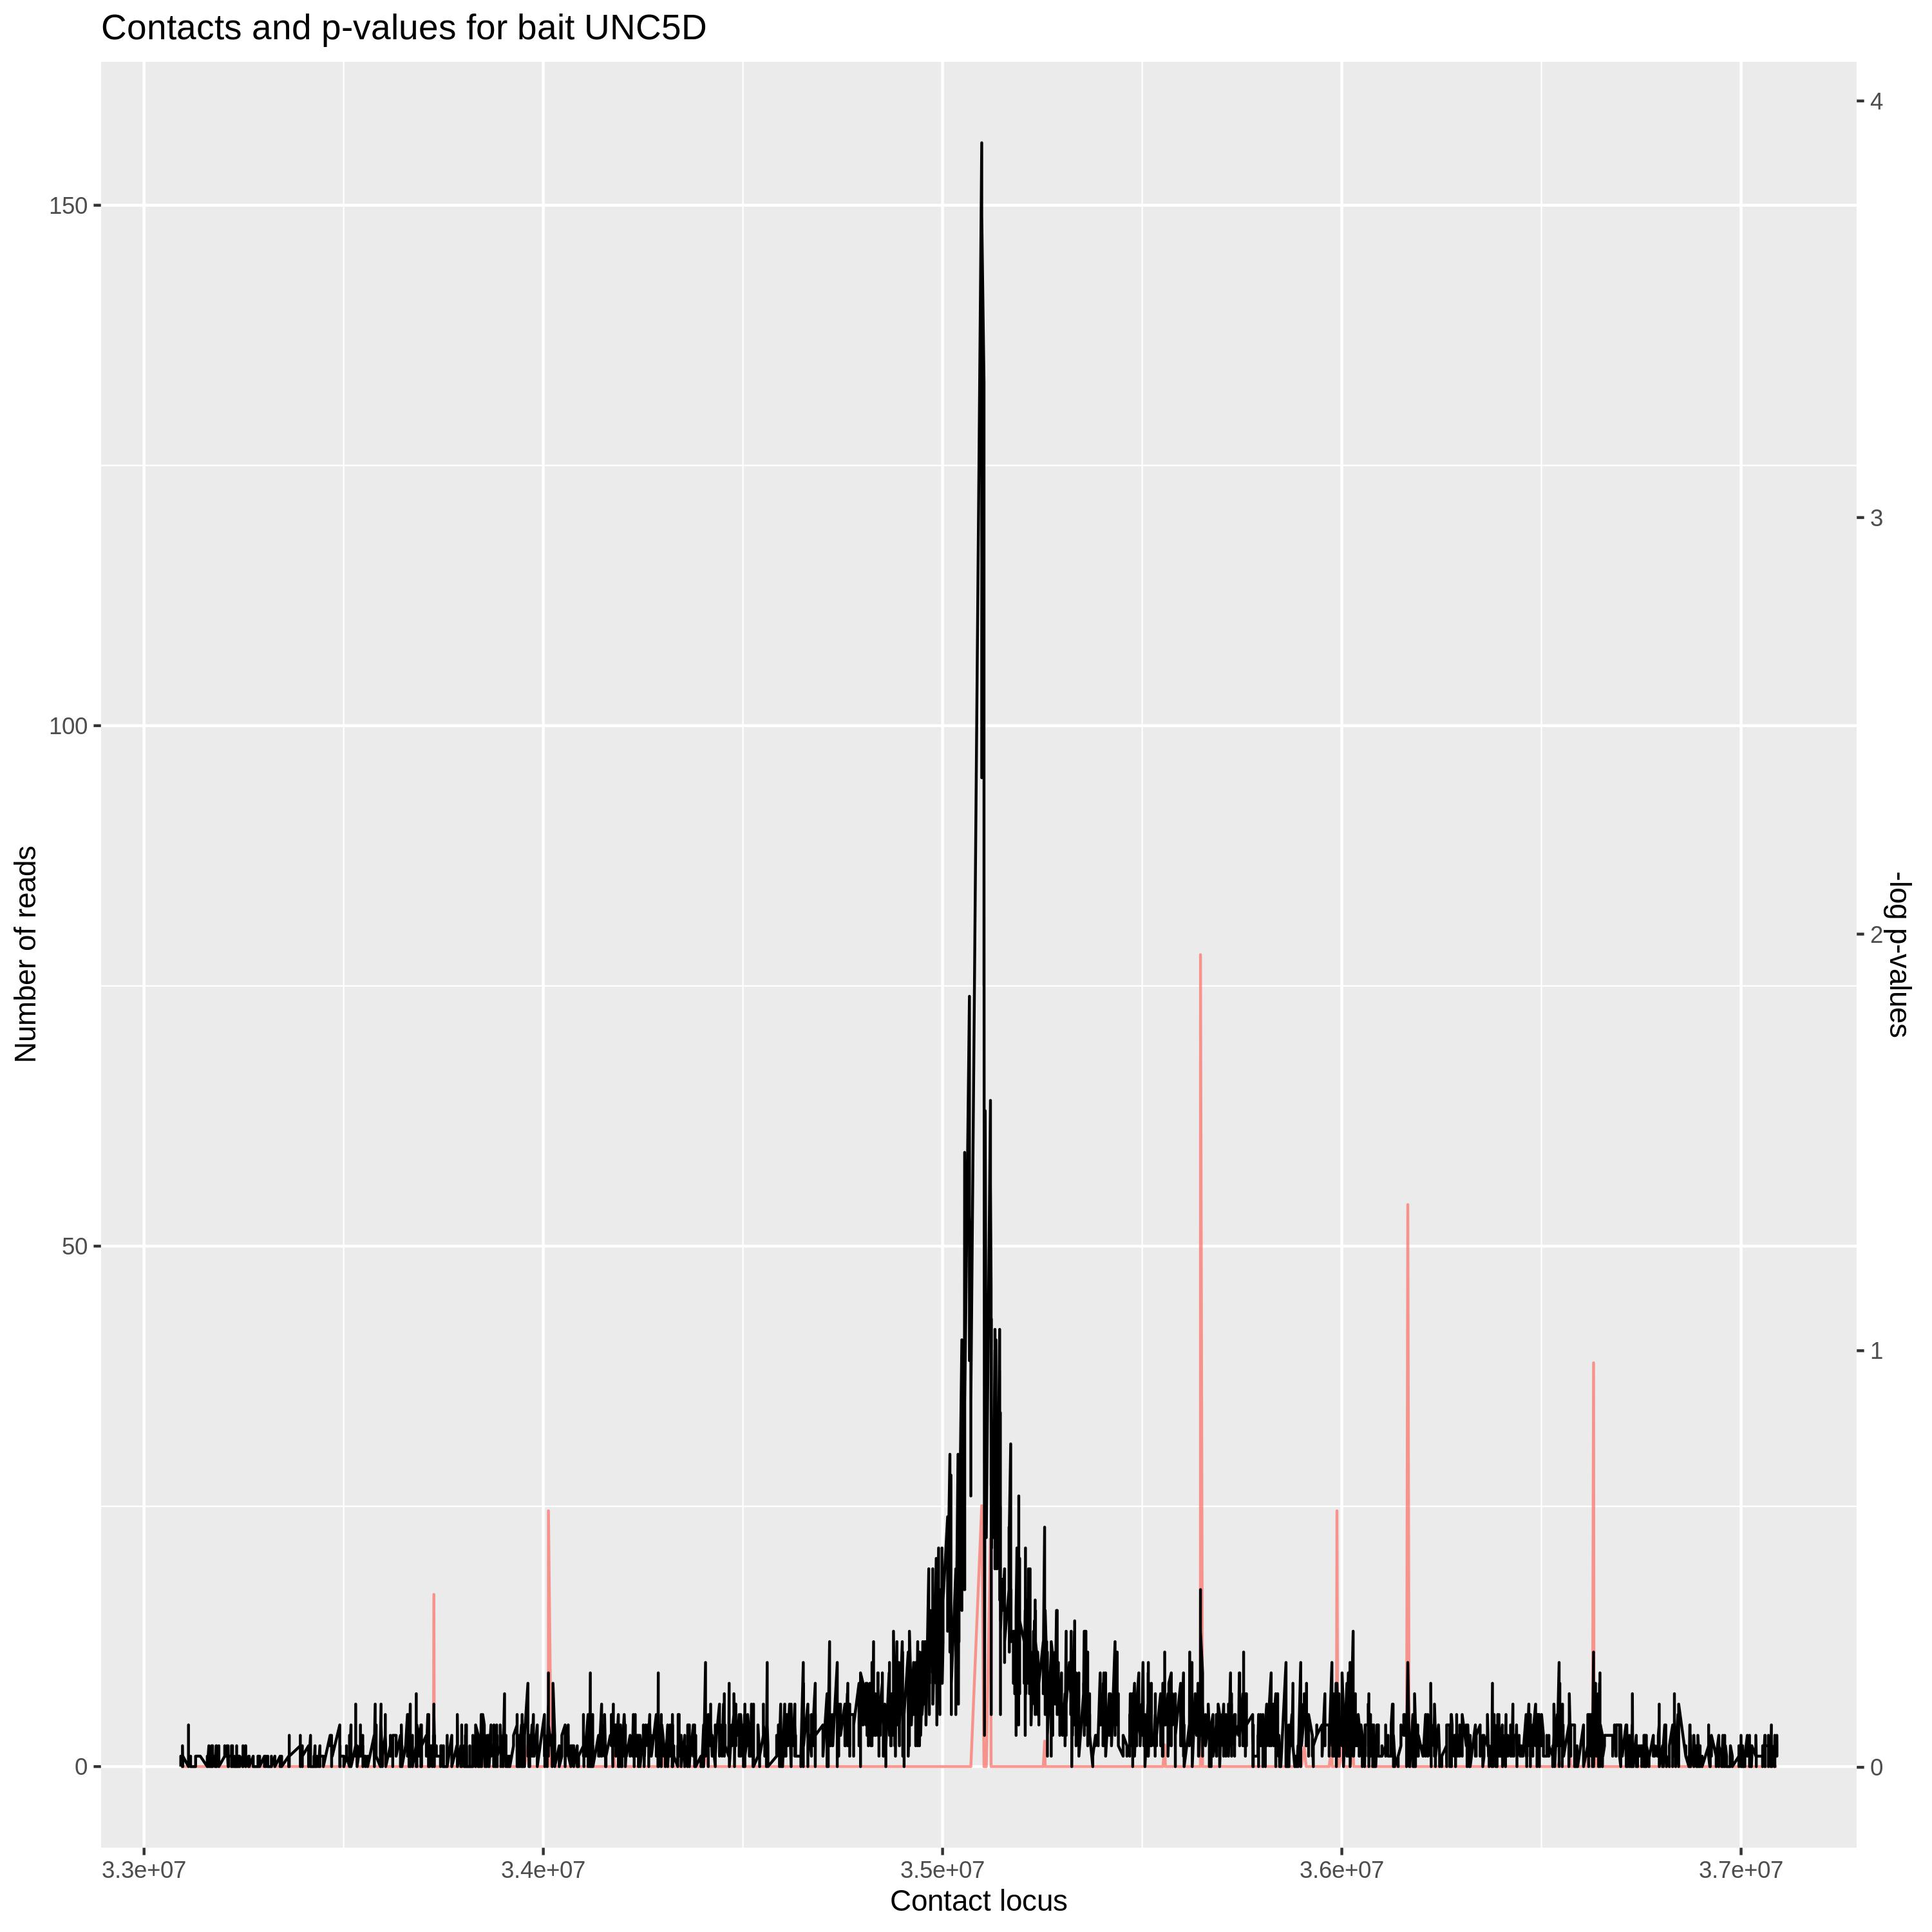 Contacts and p-values for bait UNC5D
150
100
50
0
Number of reads
4
3
2
1
0
-log p-values
3.3e+07
3.4e+07
3.5e+07
3.6e+07
3.7e+07
Contact locus